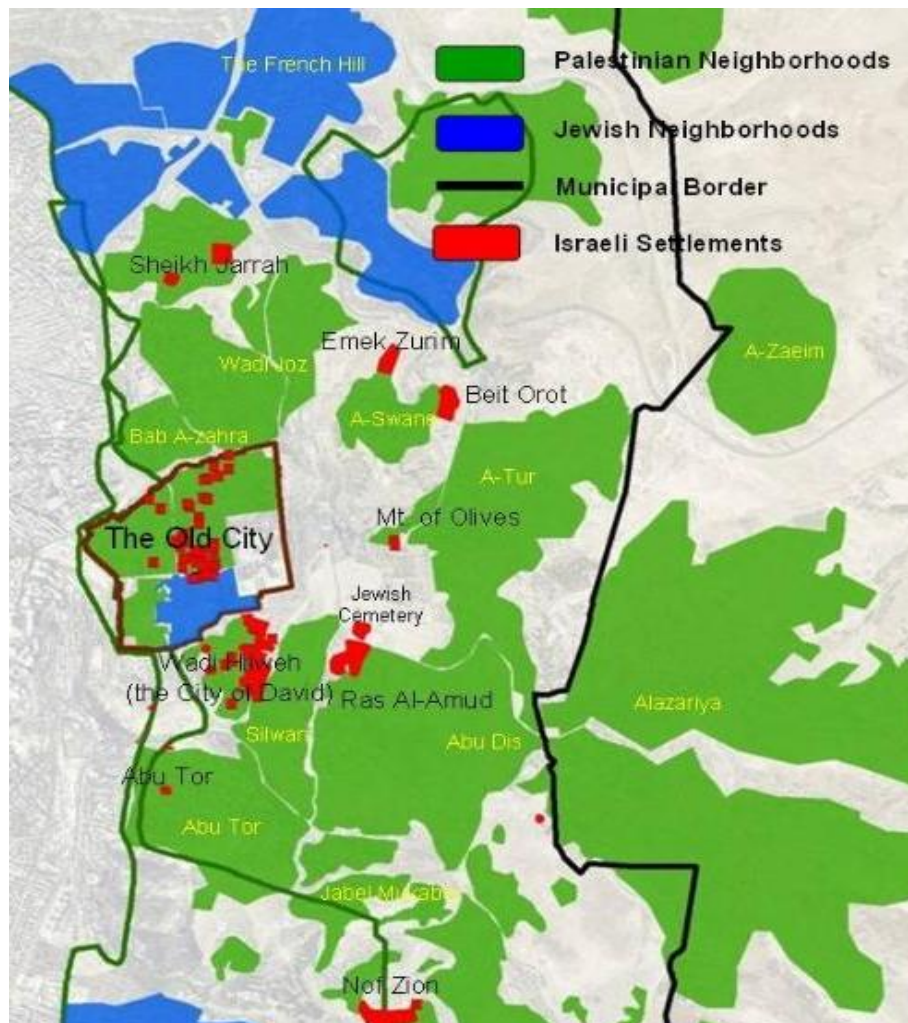 The French Hill
Palestinian Neighborhoods
Jewish Neighborhoods
Municipal Border
Israeli Settlements
Sheikh Jarrah
Emek Zurim
Wadi Joz
A-Zaeim
Beit Orot
A-Swane
Bab A-zahra
A-Tur
Mt. of Olives
The Old City
Jewish
Cemetery
Wadi Hilweh
(the City of David)
Ras Al-Amud
Alazariya
Silwan
Abu Dis
Abu Tor
Abu Tor
Jabel Mukaber
Nof Zion